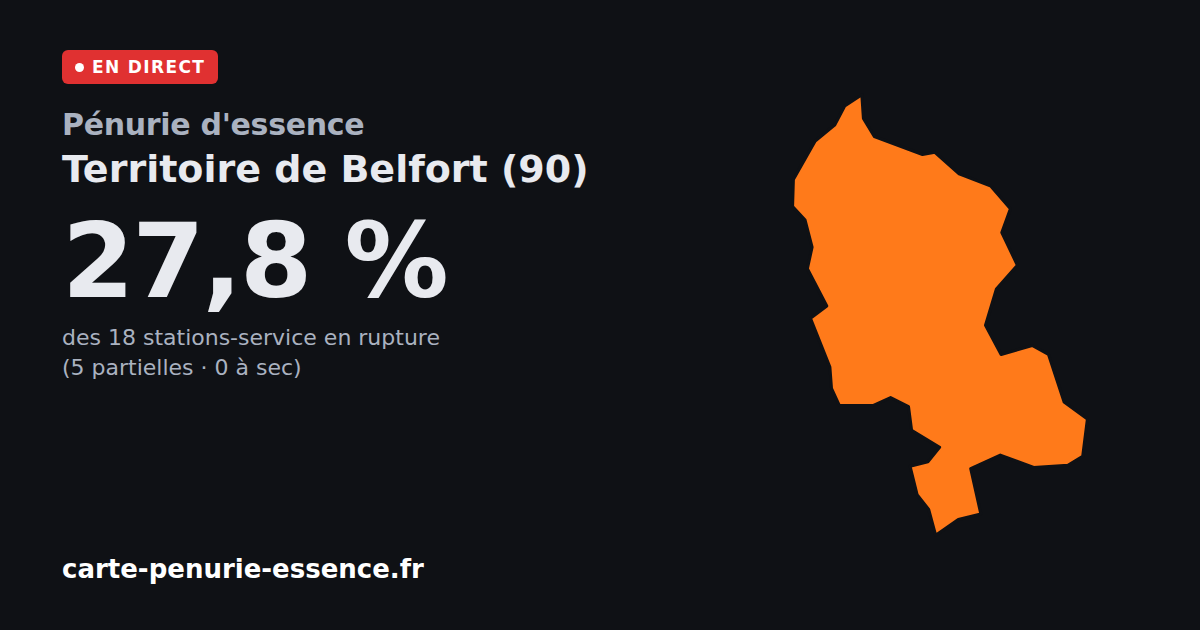 EN DIRECT
Pénurie d'essence
Territoire de Belfort (90)
27,8 %
des 18 stations-service en rupture
(5 partielles · 0 à sec)
carte-penurie-essence.fr